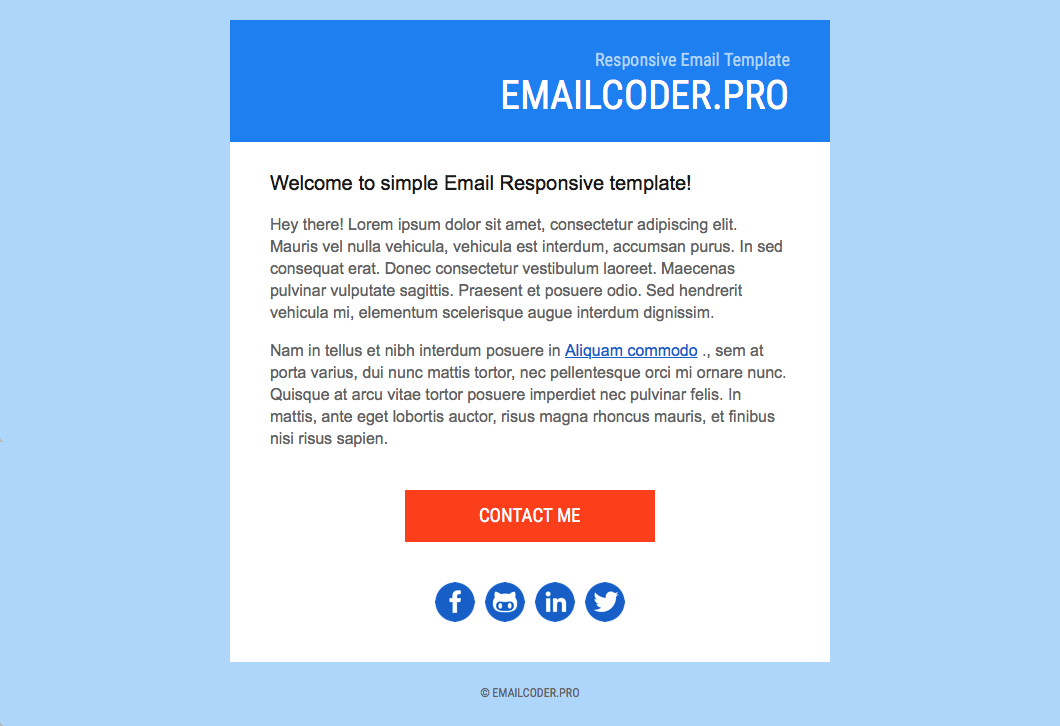 Responsive Email Template
EMAILCODER.PRO
Welcome to simple Email Responsive template!
Hey there! Lorem ipsum dolor sit amet, consectetur adipiscing elit.
Mauris vel nulla vehicula, vehicula est interdum, accumsan purus. In sed
consequat erat. Donec consectetur vestibulum laoreet. Maecenas
pulvinar vulputate sagittis. Praesent et posuere odio. Sed hendrerit
vehicula mi, elementum scelerisque augue interdum dignissim.
Nam in tellus et nibh interdum posuere in Aliquam commodo ., sem at
porta varius, dui nunc mattis tortor, nec pellentesque orci mi ornare nunc.
Quisque at arcu vitae tortor posuere imperdiet nec pulvinar felis. In
mattis, ante eget lobortis auctor, risus magna rhoncus mauris, et finibus
nisi risus sapien.
CONTACT ME
f in
© EMAILCODER.PRO